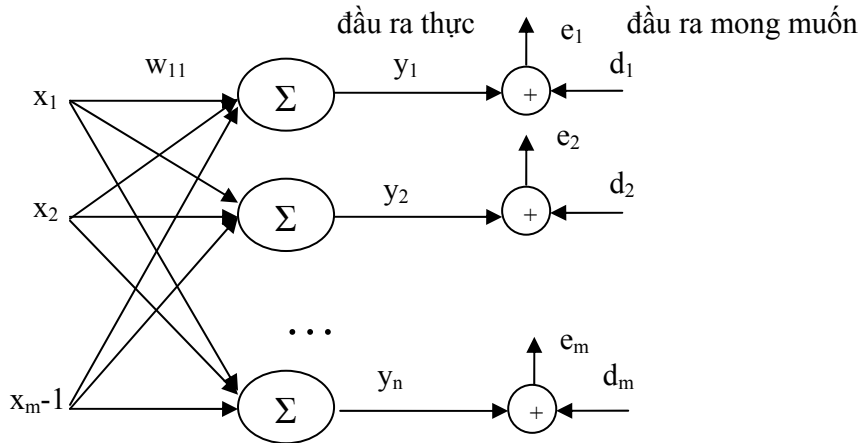 đầu ra thực e₁ đầu ra mong muốn
w₁₁ y₁ d₁
x₁ Σ +
e₂
y₂ d₂
x₂ Σ +
...
eₘ
yₙ dₘ
xₘ-1 Σ +